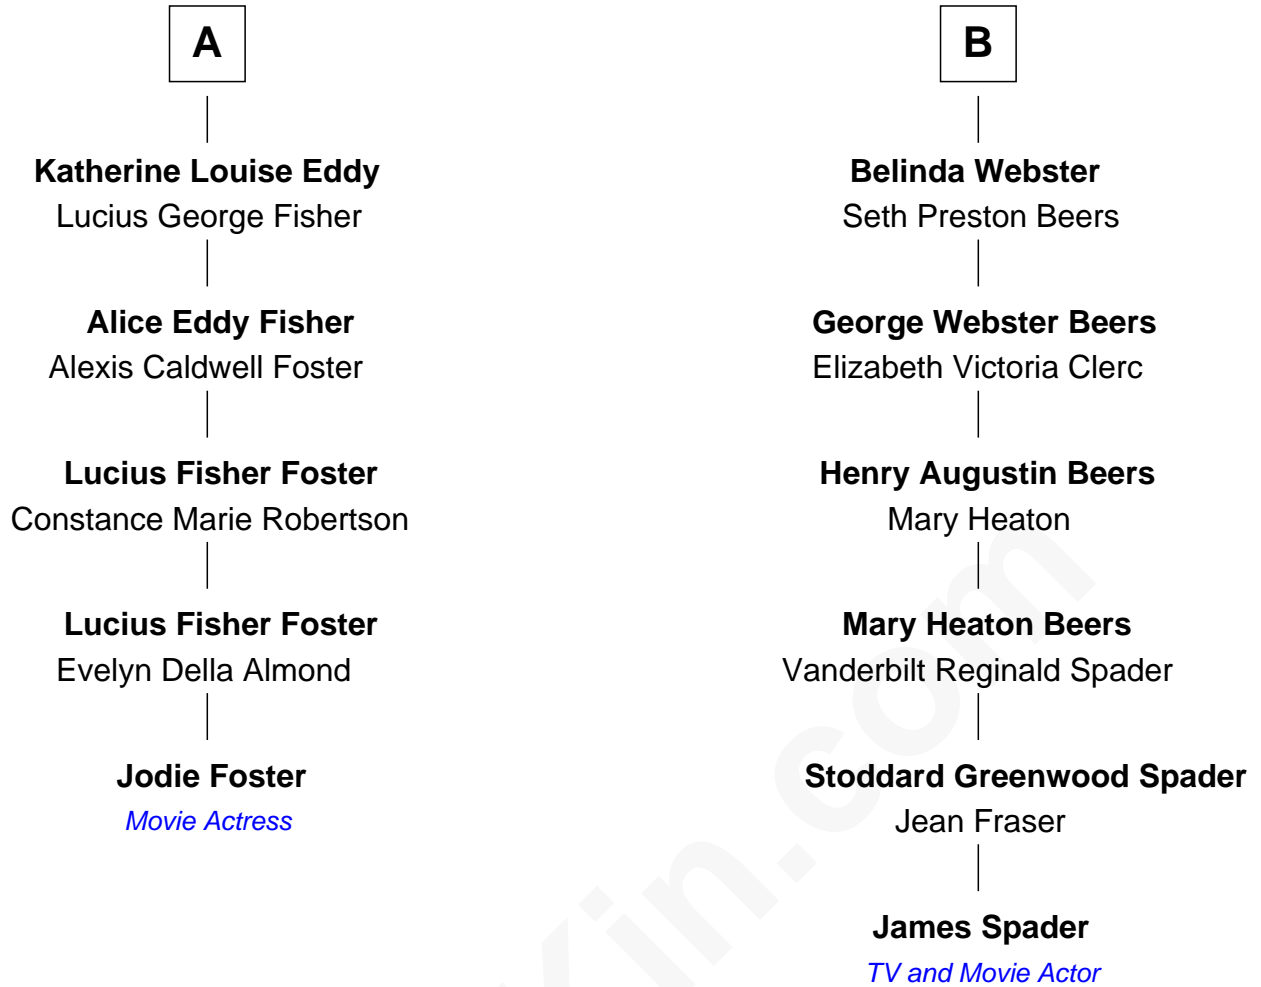 A
Katherine Louise Eddy
Lucius George Fisher
Alice Eddy Fisher
Alexis Caldwell Foster
Lucius Fisher Foster
Constance Marie Robertson
Lucius Fisher Foster
Evelyn Della Almond
Jodie Foster
Movie Actress
B
Belinda Webster
Seth Preston Beers
George Webster Beers
Elizabeth Victoria Clerc
Henry Augustin Beers
Mary Heaton
Mary Heaton Beers
Vanderbilt Reginald Spader
Stoddard Greenwood Spader
Jean Fraser
James Spader
TV and Movie Actor